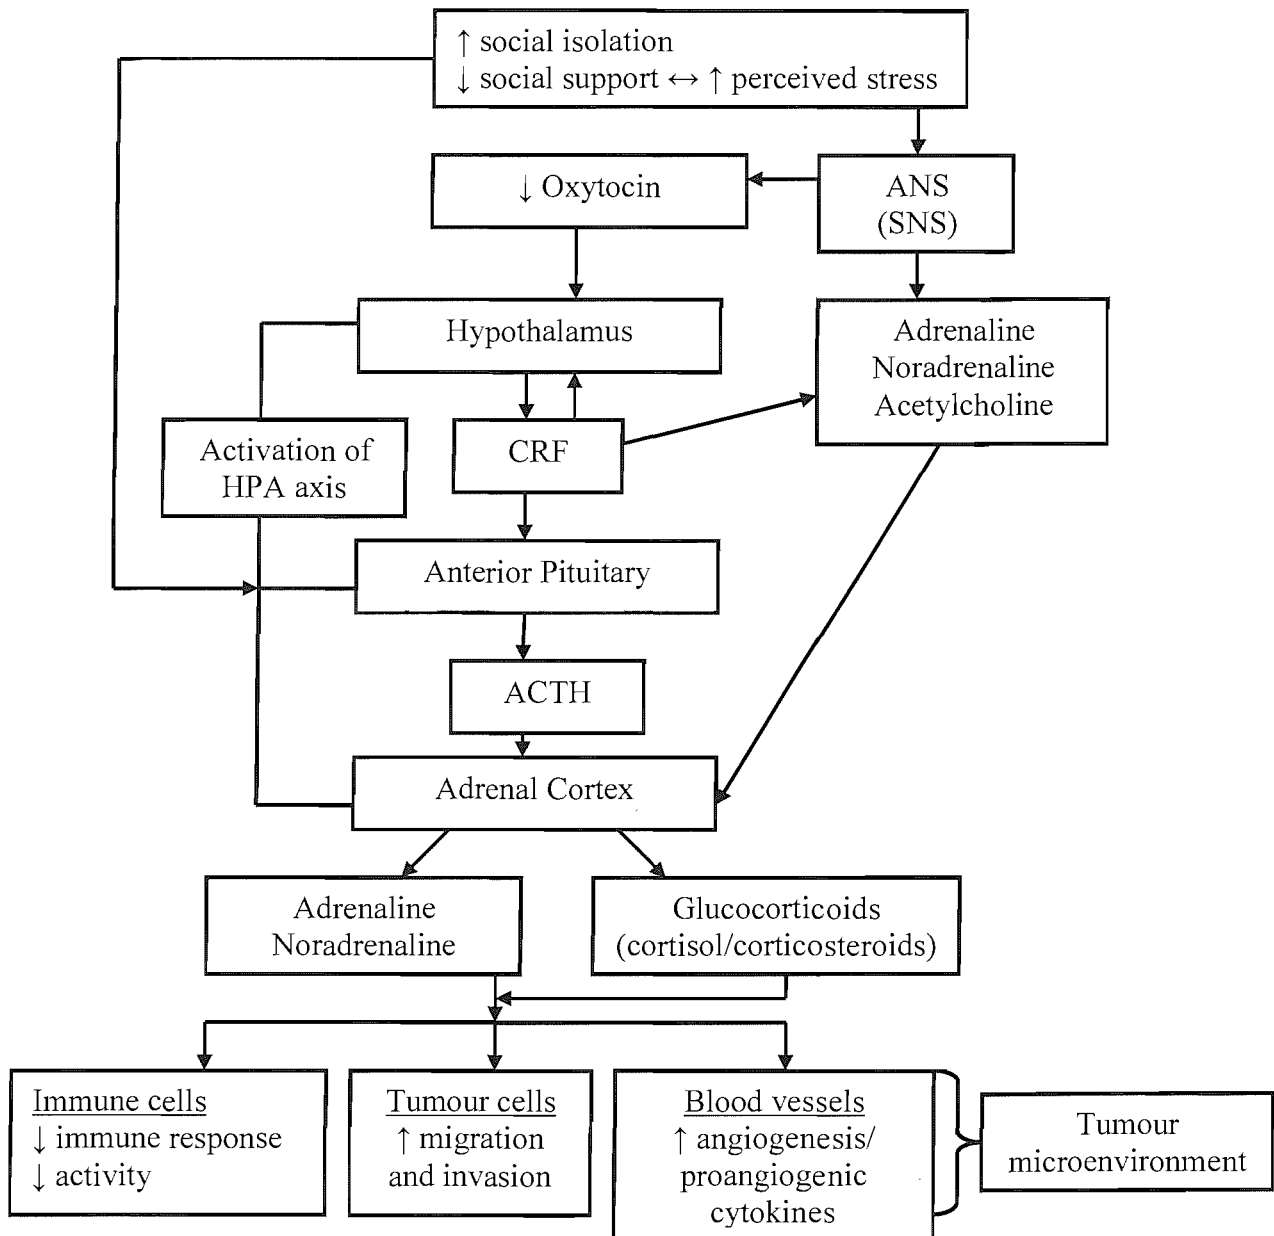 ↑ social isolation
↓ social support ↔ ↑ perceived stress
↓ Oxytocin
ANS
(SNS)
Hypothalamus
Adrenaline
Noradrenaline
Acetylcholine
Activation of
HPA axis
CRF
Anterior Pituitary
ACTH
Adrenal Cortex
Adrenaline
Noradrenaline
Glucocorticoids
(cortisol/corticosteroids)
Immune cells
↓ immune response
↓ activity
Tumour cells
↑ migration
and invasion
Blood vessels
↑ angiogenesis/
proangiogenic
cytokines
Tumour
microenvironment